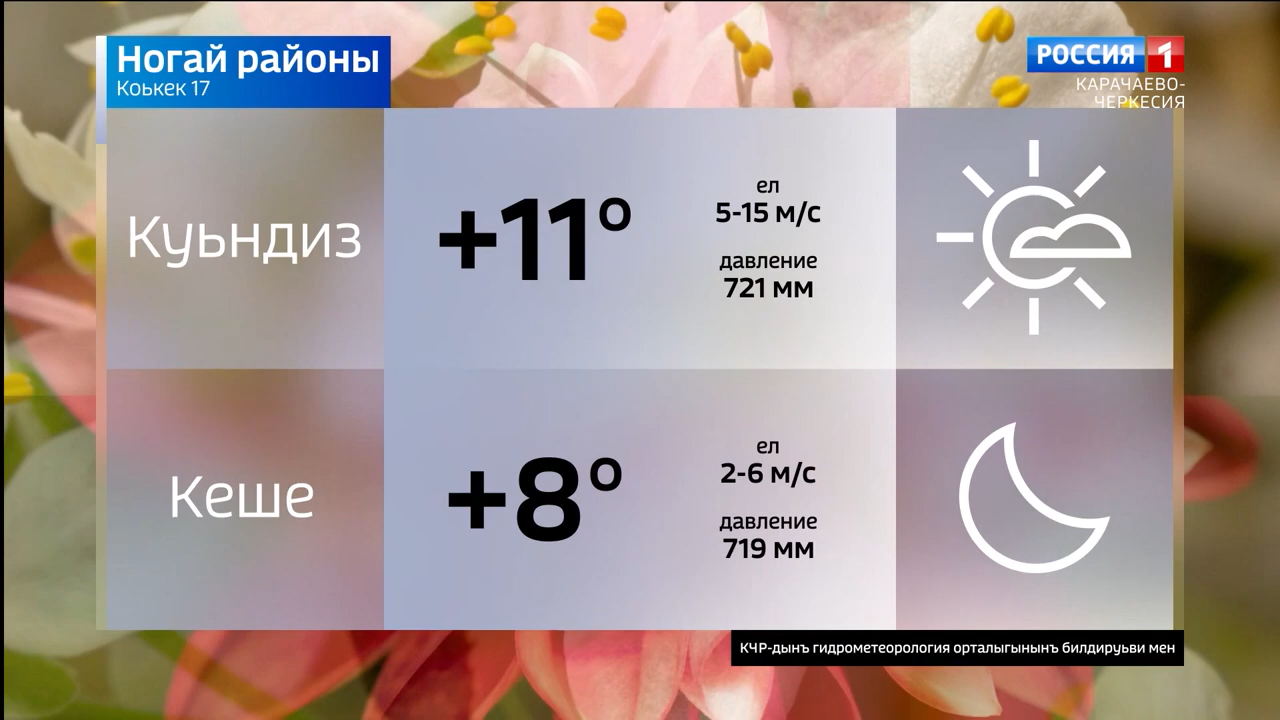 Ногай районы
Коькек 17
РОССИЯ 1
КАРАЧАЕВО-
ЧЕРКЕСИЯ
Куьндиз
+11°
ел
5-15 м/с
давление
721 мм
Кеше
+8°
ел
2-6 м/с
давление
719 мм
КЧР-дынъ гидрометеорология орталыгынынъ билдируьви мен